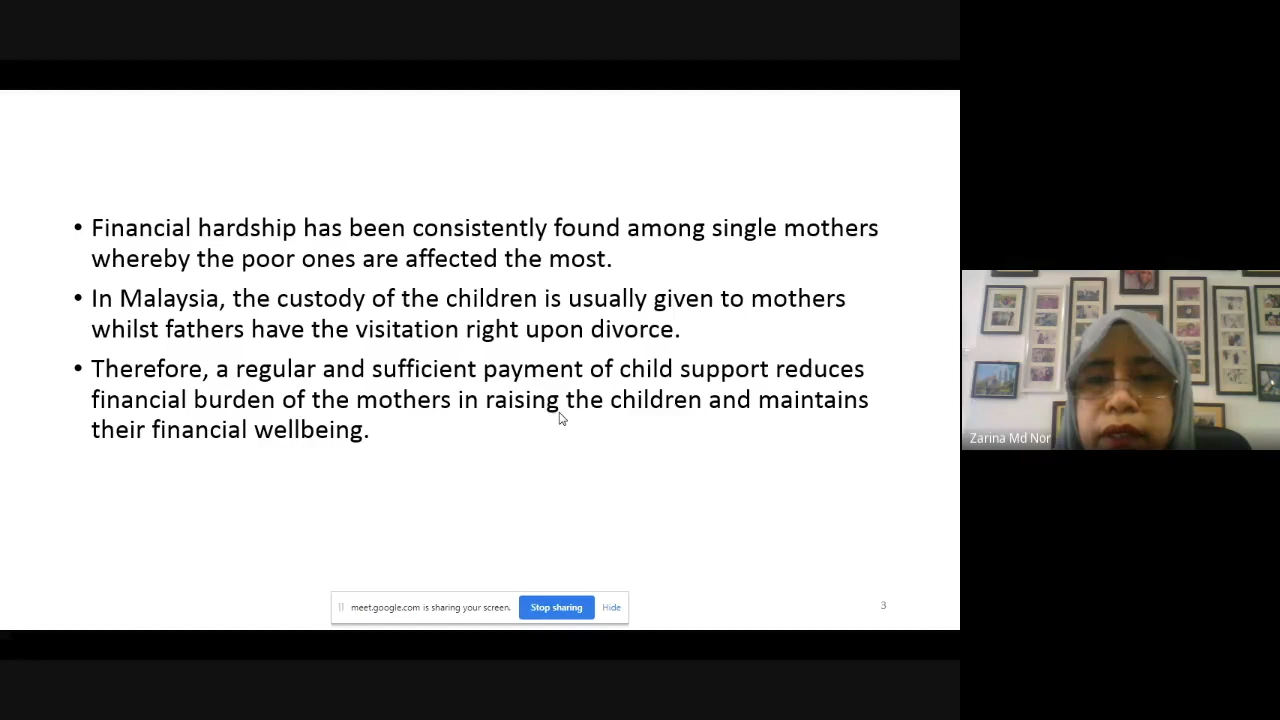 • Financial hardship has been consistently found among single mothers
whereby the poor ones are affected the most.
• In Malaysia, the custody of the children is usually given to mothers
whilst fathers have the visitation right upon divorce.
• Therefore, a regular and sufficient payment of child support reduces
financial burden of the mothers in raising the children and maintains
their financial wellbeing.
Zarina Md Nor
meet.google.com is sharing your screen. Stop sharing Hide
3